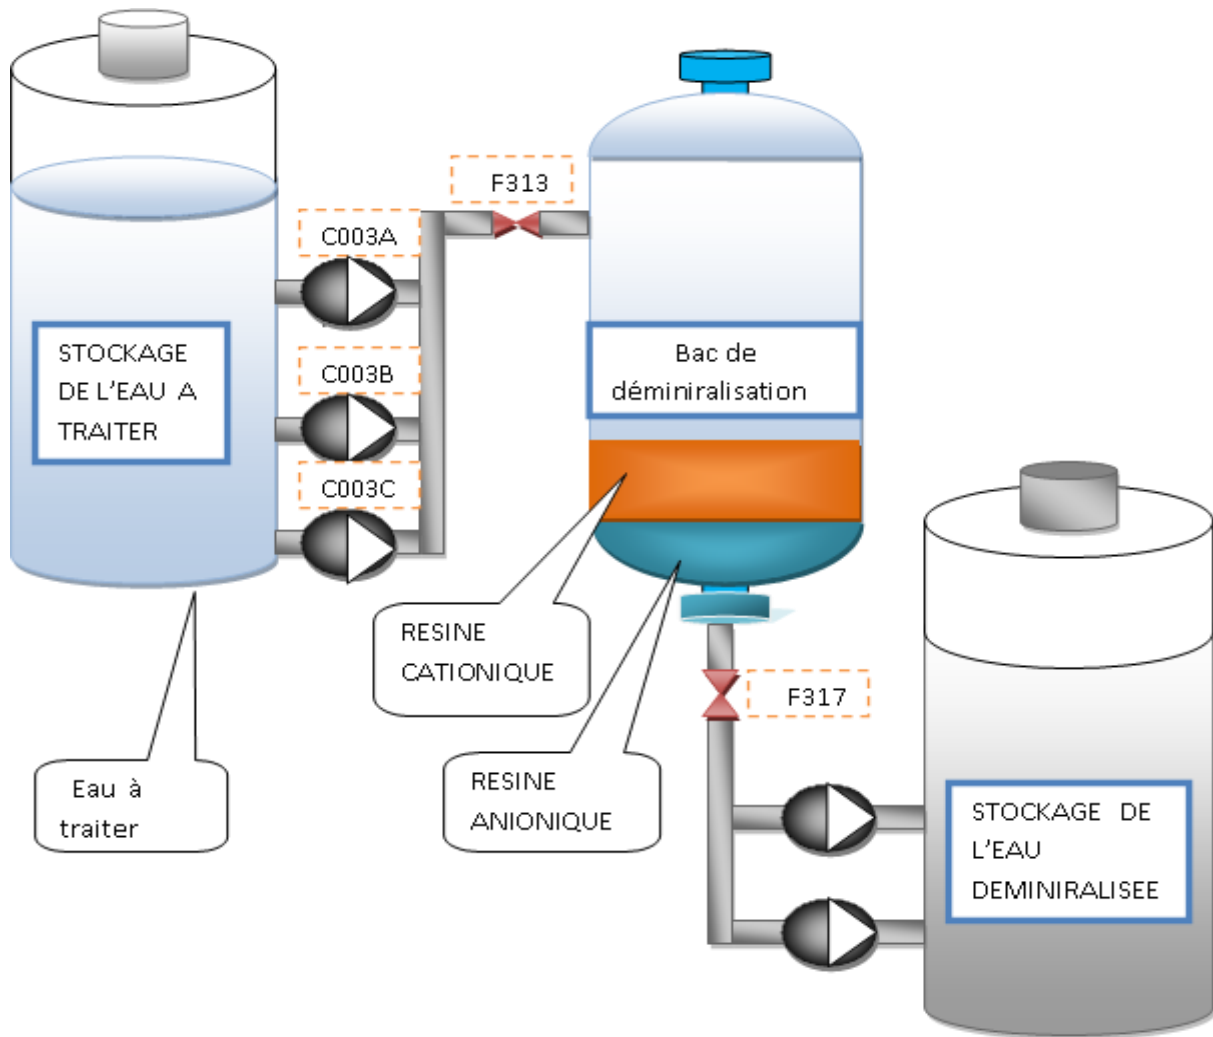 F313
C003A
STOCKAGE
DE L'EAU A
TRAITER
C003B
C003C
Bac de
déminiralisation
RESINE
CATIONIQUE
F317
RESINE
ANIONIQUE
Eau à
traiter
STOCKAGE DE
L'EAU
DEMINIRALISEE